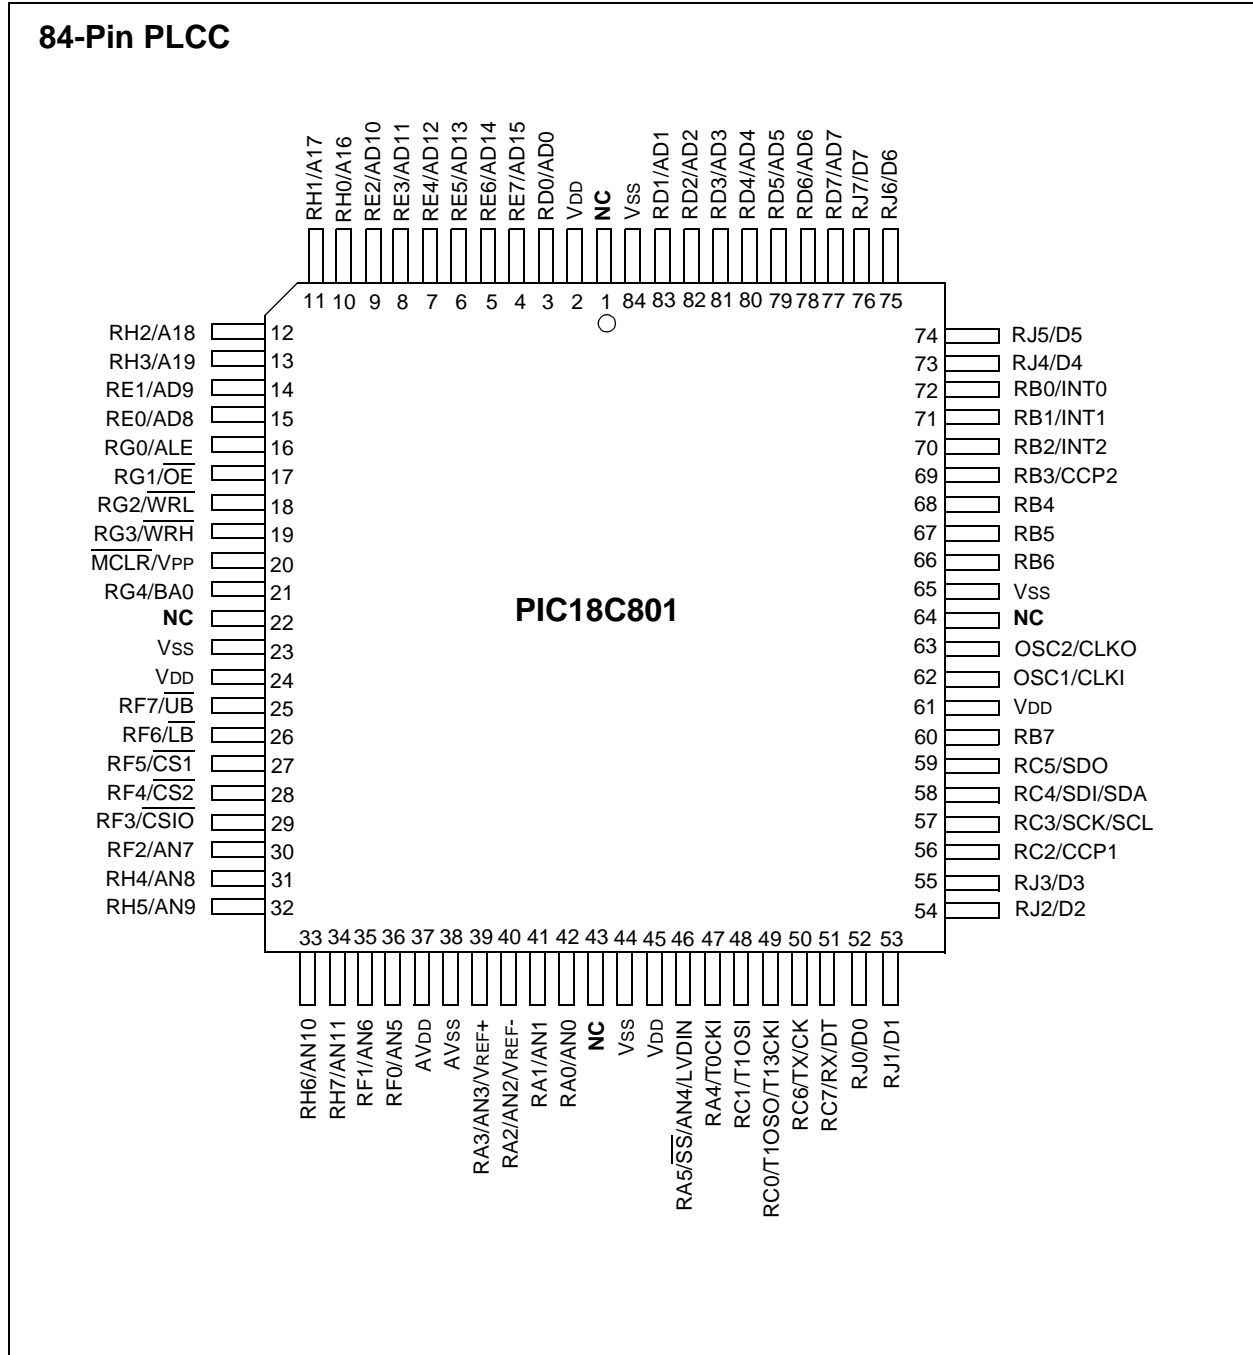 84-Pin PLCC
RH1/A17
RH0/A16
RE2/AD10
RE3/AD11
RE4/AD12
RE5/AD13
RE6/AD14
RE7/AD15
RD0/AD0
VDD
NC
VSS
RD1/AD1
RD2/AD2
RD3/AD3
RD4/AD4
RD5/AD5
RD6/AD6
RD7/AD7
RJ7/D7
RJ6/D6
11 10 9 8 7 6 5 4 3 2 1 84 83 82 81 80 79 78 77 76 75
RH2/A18 12
RH3/A19 13
RE1/AD9 14
RE0/AD8 15
RG0/ALE 16
RG1/O̅E̅ 17
RG2/W̅R̅L̅ 18
RG3/W̅R̅H̅ 19
M̅C̅L̅R̅/VPP 20
RG4/BA0 21
NC 22
VSS 23
VDD 24
RF7/U̅B̅ 25
RF6/L̅B̅ 26
RF5/C̅S̅1̅ 27
RF4/C̅S̅2̅ 28
RF3/C̅S̅I̅O̅ 29
RF2/AN7 30
RH4/AN8 31
RH5/AN9 32
PIC18C801
74 RJ5/D5
73 RJ4/D4
72 RB0/INT0
71 RB1/INT1
70 RB2/INT2
69 RB3/CCP2
68 RB4
67 RB5
66 RB6
65 VSS
64 NC
63 OSC2/CLKO
62 OSC1/CLKI
61 VDD
60 RB7
59 RC5/SDO
58 RC4/SDI/SDA
57 RC3/SCK/SCL
56 RC2/CCP1
55 RJ3/D3
54 RJ2/D2
33 34 35 36 37 38 39 40 41 42 43 44 45 46 47 48 49 50 51 52 53
RH6/AN10
RH7/AN11
RF1/AN6
RF0/AN5
AVDD
AVSS
RA3/AN3/VREF+
RA2/AN2/VREF-
RA1/AN1
RA0/AN0
NC
VSS
VDD
RA5/S̅S̅/AN4/LVDIN
RA4/T0CKI
RC1/T1OSI
RC0/T1OSO/T13CKI
RC6/TX/CK
RC7/RX/DT
RJ0/D0
RJ1/D1